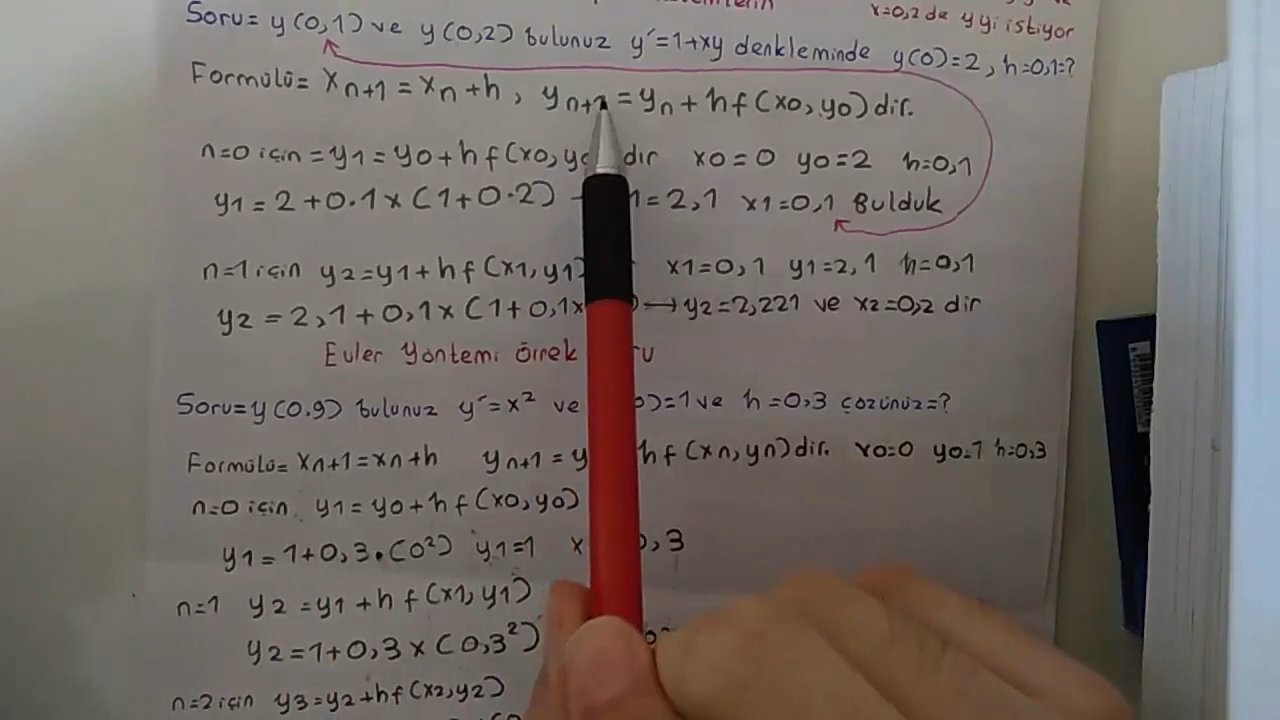 x=0,2 de y yi istiyor
Soru= y(0,1) ve y(0,2) bulunuz y´=1+xy denkleminde y(0)=2, h=0,1=?
Formülü= xn+1 = xn+h, yn+1 = yn + hf(x0, y0) dir.
n=0 için = y1 = y0 + hf(x0, y0 dır x0=0 y0=2 h=0,1
y1 = 2 + 0.1x (1+0.2) 1=2,1 x1=0,1 Bulduk
n=1 için y2=y1+hf(x1,y1) x1=0,1 y1=2,1 h=0,1
y2 = 2,1+0,1x (1+0,1x ) → y2=2,221 ve x2=0,2 dir
Euler Yöntemi Örnek
Soru=y(0.9) bulunuz y´=x² ve 0)=1 ve h=0,3 çözünüz=?
Formülü= xn+1=xn+h yn+1 = y hf(xn,yn) dir. x0=0 y0=1 h=0,3
n=0 için y1=y0+hf(x0,y0)
y1=1+0,3.(0²) y1=1 x 0,3
n=1 y2=y1+hf(x1,y1)
y2=1+0,3x(0,3²)
n=2 için y3=y2+hf(x2,y2)